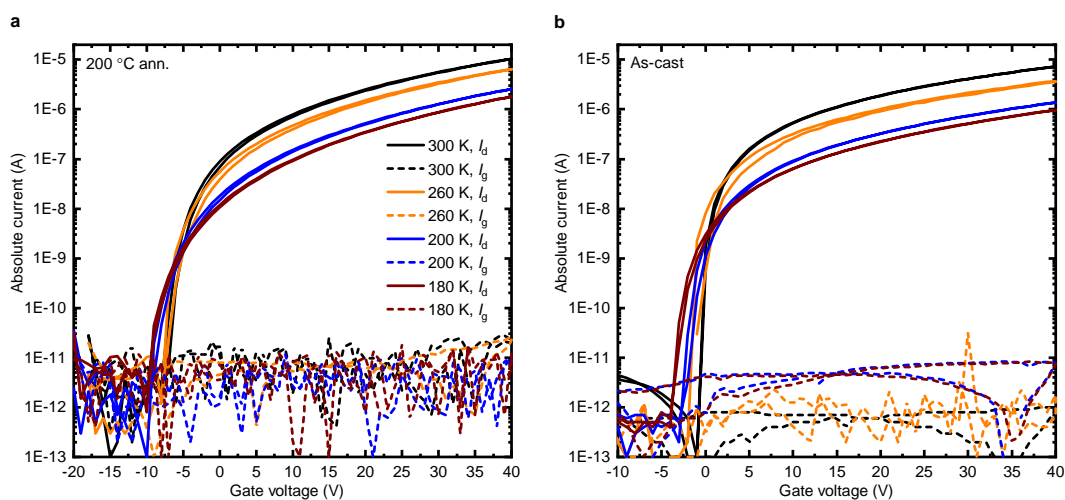 a
200 °C ann.
1E-5
1E-6
1E-7
1E-8
1E-9
1E-10
1E-11
1E-12
1E-13
Absolute current (A)
300 K, Id
300 K, Ig
260 K, Id
260 K, Ig
200 K, Id
200 K, Ig
180 K, Id
180 K, Ig
-20 -15 -10 -5 0 5 10 15 20 25 30 35 40
Gate voltage (V)
b
As-cast
1E-5
1E-6
1E-7
1E-8
1E-9
1E-10
1E-11
1E-12
1E-13
Absolute current (A)
-10 -5 0 5 10 15 20 25 30 35 40
Gate voltage (V)